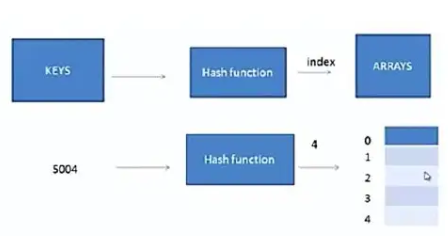 KEYS
Hash function
index
ARRAYS
5004
Hash function
4
0
1
2
3
4